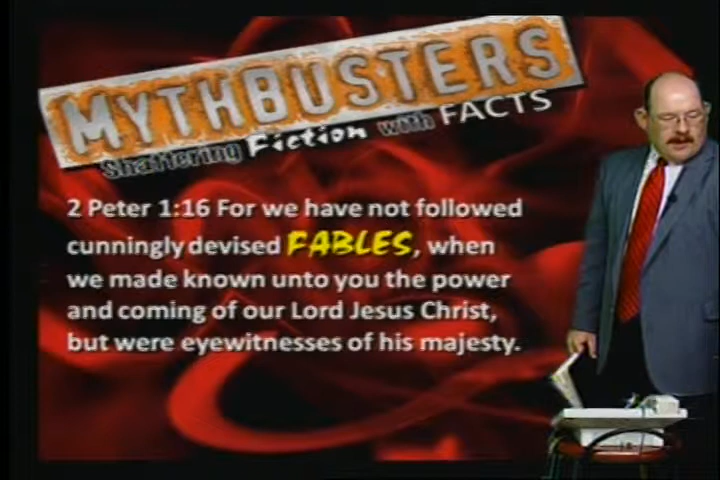 MYTHBUSTERS
Shattering Fiction with FACTS
2 Peter 1:16 For we have not followed
cunningly devised FABLES, when
we made known unto you the power
and coming of our Lord Jesus Christ,
but were eyewitnesses of his majesty.